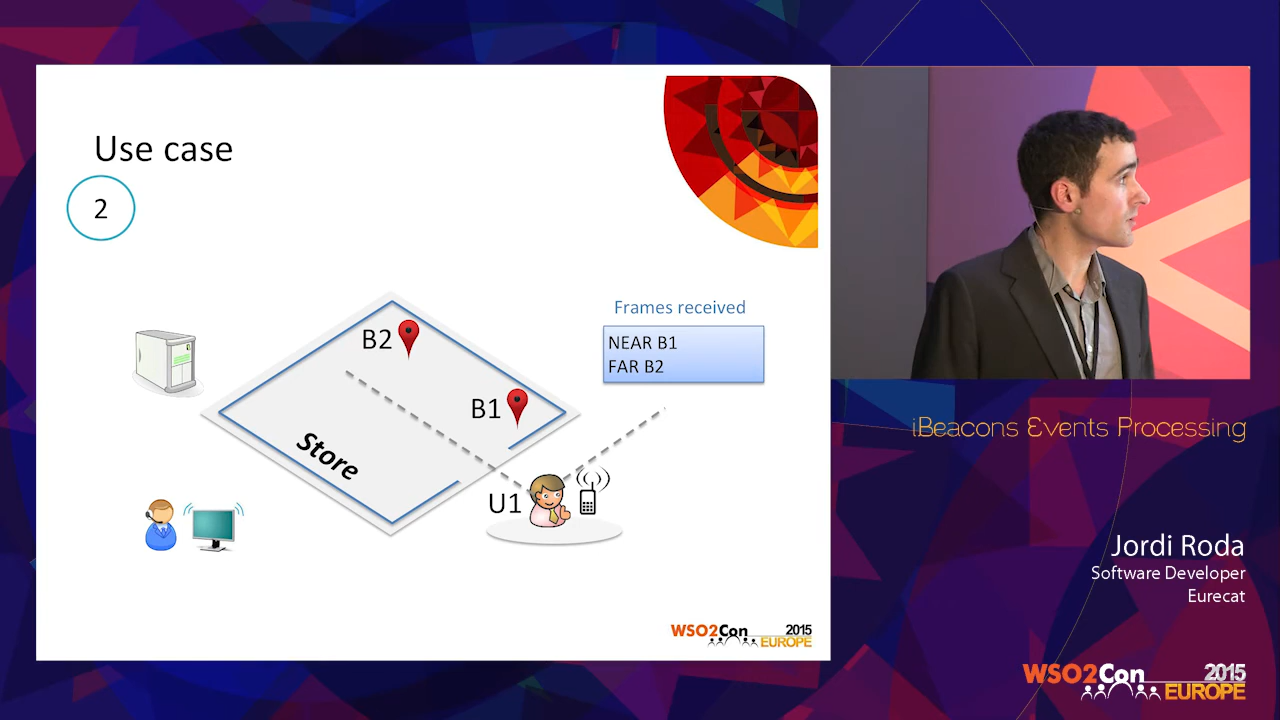 Use case
2
Frames received
NEAR B1
FAR B2
B2
B1
Store
U1
WSO2Con 2015
EUROPE
iBeacons Events Processing
Jordi Roda
Software Developer
Eurecat
WSO2Con 2015
EUROPE